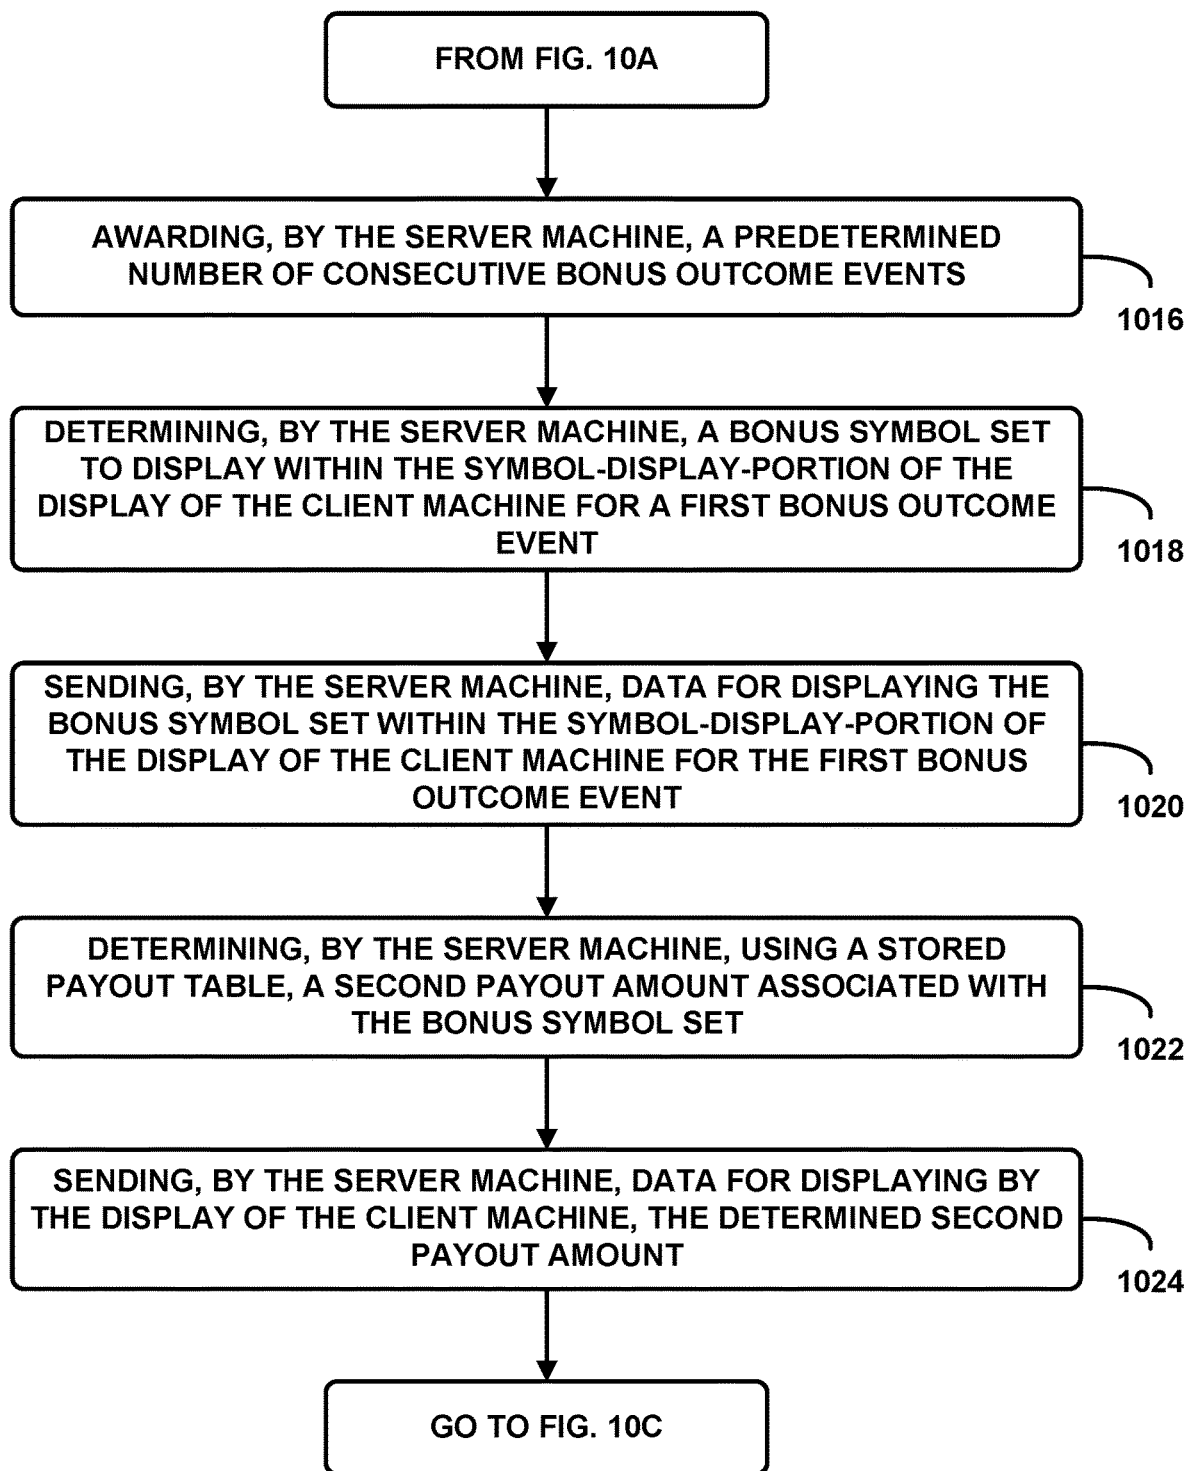 FROM FIG. 10A
AWARDING, BY THE SERVER MACHINE, A PREDETERMINED
NUMBER OF CONSECUTIVE BONUS OUTCOME EVENTS
1016
DETERMINING, BY THE SERVER MACHINE, A BONUS SYMBOL SET
TO DISPLAY WITHIN THE SYMBOL-DISPLAY-PORTION OF THE
DISPLAY OF THE CLIENT MACHINE FOR A FIRST BONUS OUTCOME
EVENT
1018
SENDING, BY THE SERVER MACHINE, DATA FOR DISPLAYING THE
BONUS SYMBOL SET WITHIN THE SYMBOL-DISPLAY-PORTION OF
THE DISPLAY OF THE CLIENT MACHINE FOR THE FIRST BONUS
OUTCOME EVENT
1020
DETERMINING, BY THE SERVER MACHINE, USING A STORED
PAYOUT TABLE, A SECOND PAYOUT AMOUNT ASSOCIATED WITH
THE BONUS SYMBOL SET
1022
SENDING, BY THE SERVER MACHINE, DATA FOR DISPLAYING BY
THE DISPLAY OF THE CLIENT MACHINE, THE DETERMINED SECOND
PAYOUT AMOUNT
1024
GO TO FIG. 10C